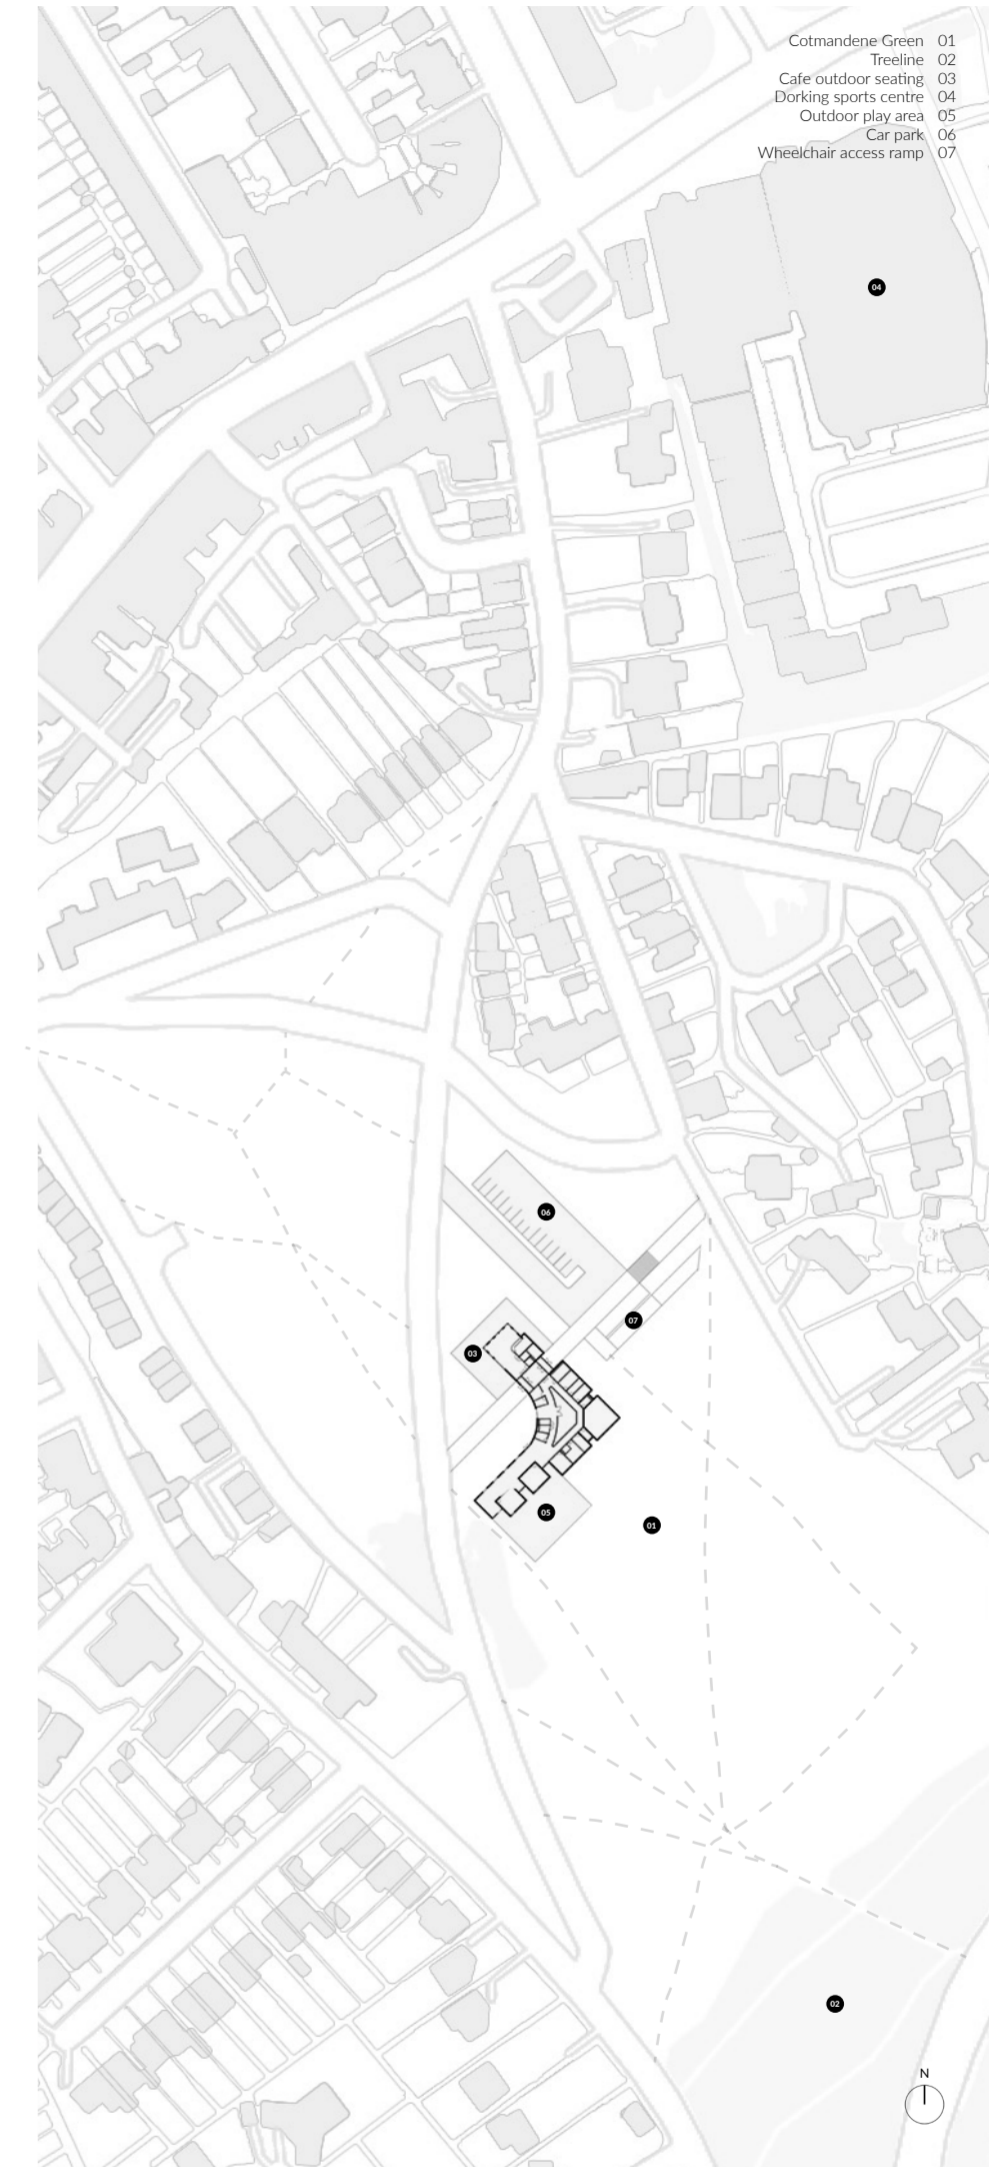 Cotmandene Green 01
Treeline 02
Cafe outdoor seating 03
Dorking sports centre 04
Outdoor play area 05
Car park 06
Wheelchair access ramp 07
04
06
07
03
05
01
02
N